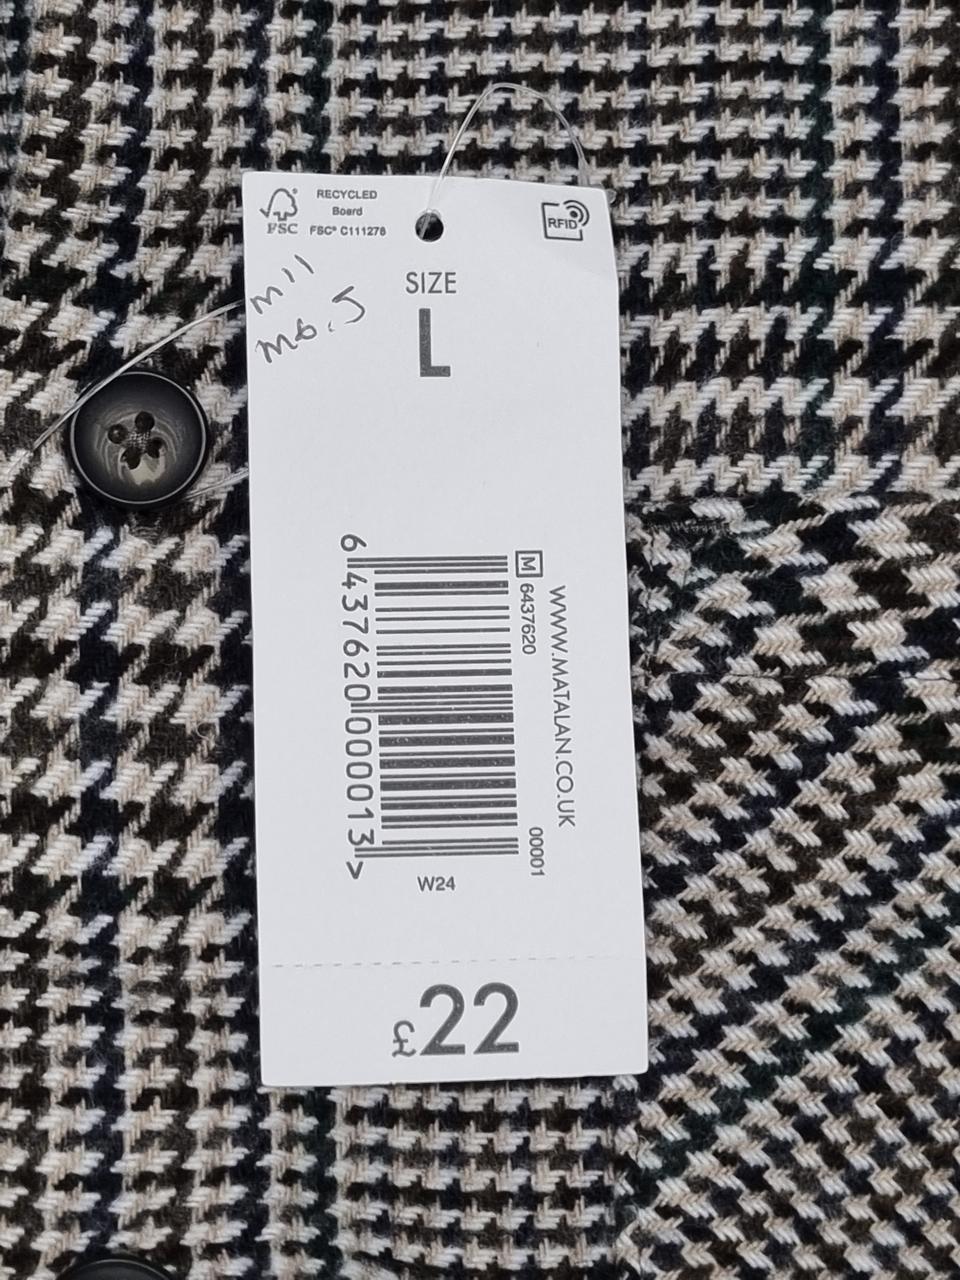 RECYCLED
Board
FSC® C111278
FSC
RFID
M11
M6.5
SIZE
L
M 6437620
WWW.MATALAN.CO.UK
6 437620 000013 >
00001
W24
£22